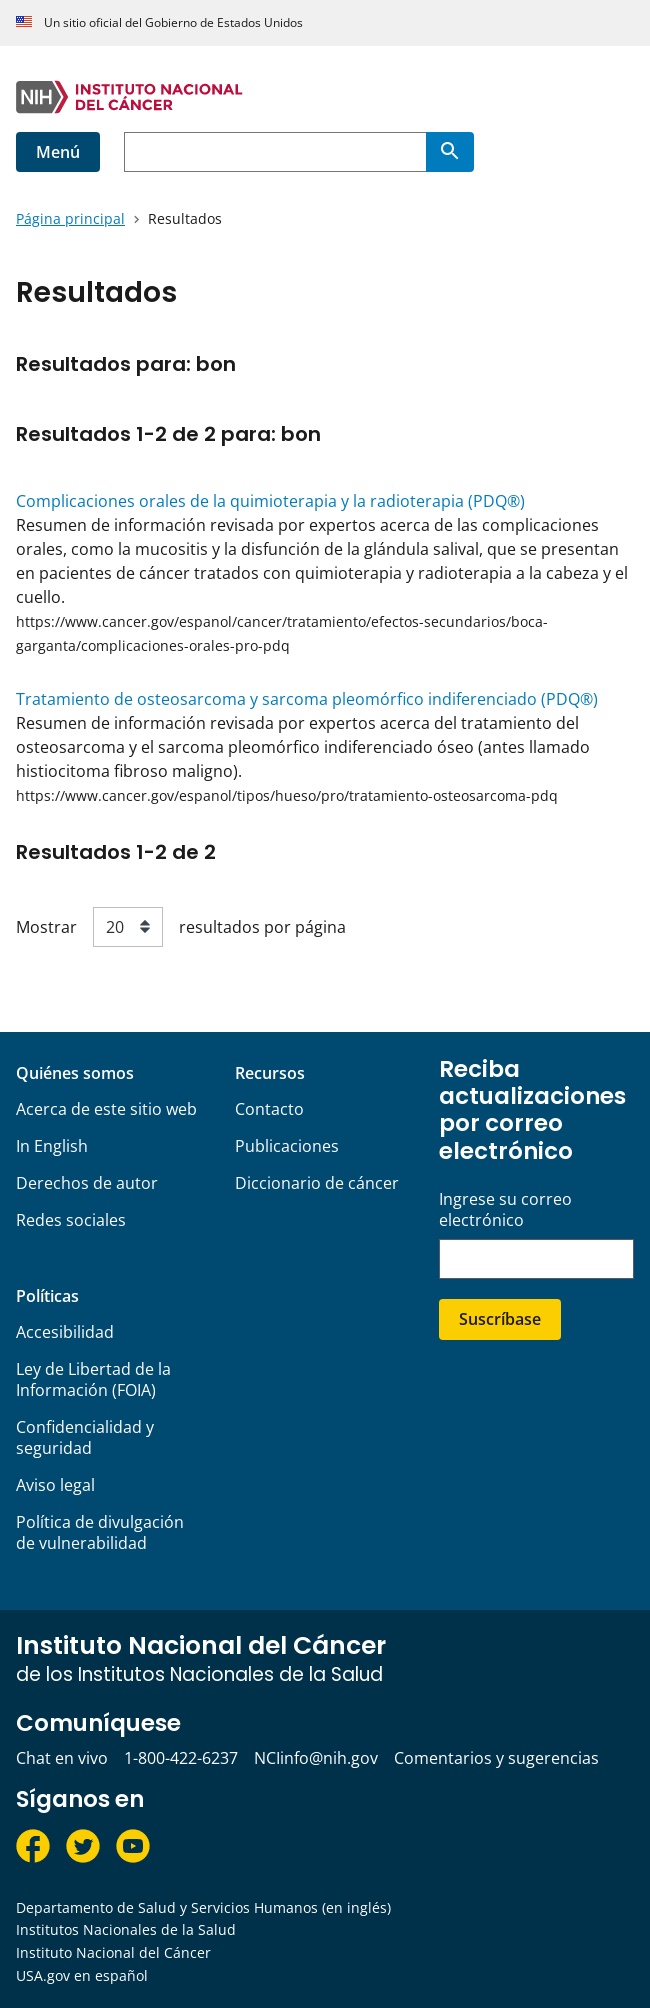 Un sitio oficial del Gobierno de Estados Unidos
NIH INSTITUTO NACIONAL
DEL CÁNCER
Menú
Página principal > Resultados
Resultados
Resultados para: bon
Resultados 1-2 de 2 para: bon
Complicaciones orales de la quimioterapia y la radioterapia (PDQ®)
Resumen de información revisada por expertos acerca de las complicaciones
orales, como la mucositis y la disfunción de la glándula salival, que se presentan
en pacientes de cáncer tratados con quimioterapia y radioterapia a la cabeza y el
cuello.
https://www.cancer.gov/espanol/cancer/tratamiento/efectos-secundarios/boca-
garganta/complicaciones-orales-pro-pdq
Tratamiento de osteosarcoma y sarcoma pleomórfico indiferenciado (PDQ®)
Resumen de información revisada por expertos acerca del tratamiento del
osteosarcoma y el sarcoma pleomórfico indiferenciado óseo (antes llamado
histiocitoma fibroso maligno).
https://www.cancer.gov/espanol/tipos/hueso/pro/tratamiento-osteosarcoma-pdq
Resultados 1-2 de 2
Mostrar 20 resultados por página
Quiénes somos
Acerca de este sitio web
In English
Derechos de autor
Redes sociales
Recursos
Contacto
Publicaciones
Diccionario de cáncer
Políticas
Accesibilidad
Ley de Libertad de la
Información (FOIA)
Confidencialidad y
seguridad
Aviso legal
Política de divulgación
de vulnerabilidad
Reciba
actualizaciones
por correo
electrónico
Ingrese su correo
electrónico
Suscríbase
Instituto Nacional del Cáncer
de los Institutos Nacionales de la Salud
Comuníquese
Chat en vivo 1-800-422-6237 NCIinfo@nih.gov Comentarios y sugerencias
Síganos en
Departamento de Salud y Servicios Humanos (en inglés)
Institutos Nacionales de la Salud
Instituto Nacional del Cáncer
USA.gov en español